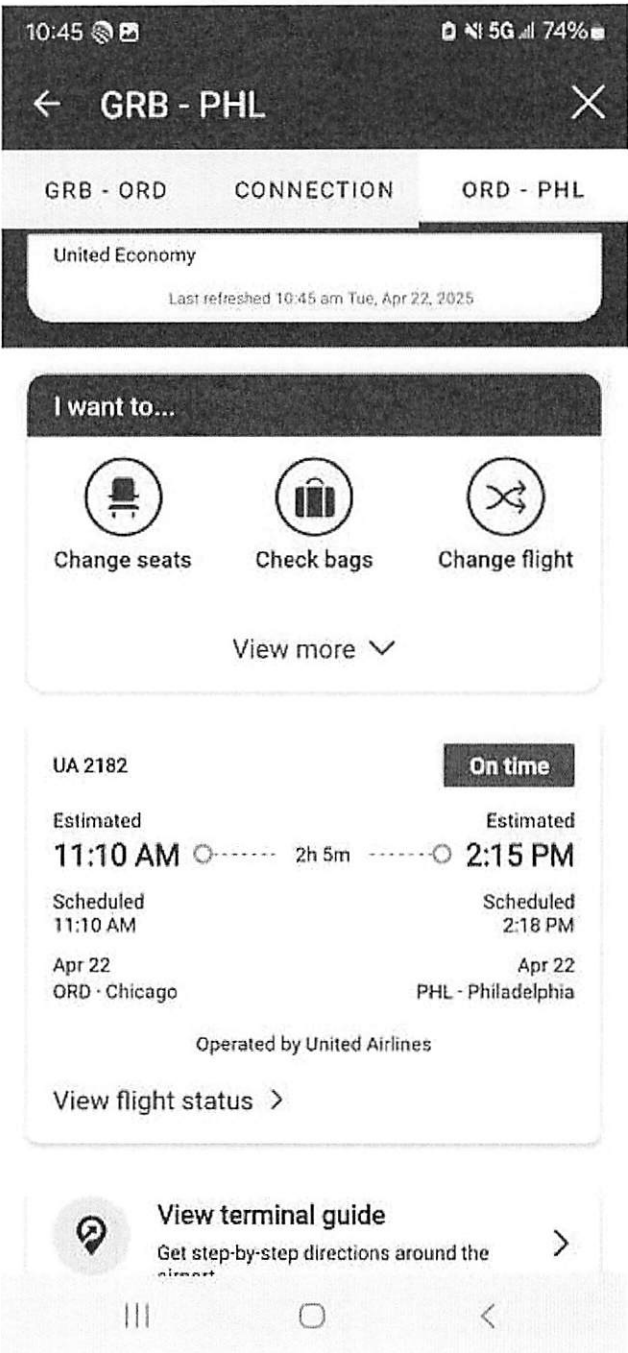 10:45 5G 74%
GRB - PHL
GRB - ORD CONNECTION ORD - PHL
United Economy
Last refreshed 10:45 am Tue, Apr 22, 2025
I want to...
Change seats Check bags Change flight
View more
UA 2182 On time
Estimated Estimated
11:10 AM 2h 5m 2:15 PM
Scheduled Scheduled
11:10 AM 2:18 PM
Apr 22 Apr 22
ORD · Chicago PHL - Philadelphia
Operated by United Airlines
View flight status >
View terminal guide
Get step-by-step directions around the